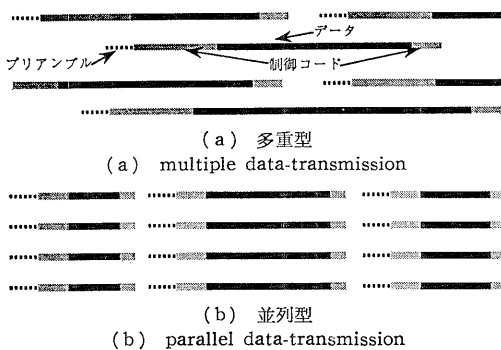 データ
プリアンブル
制御コード
(a) 多重型
(a) multiple data-transmission
(b) 並列型
(b) parallel data-transmission